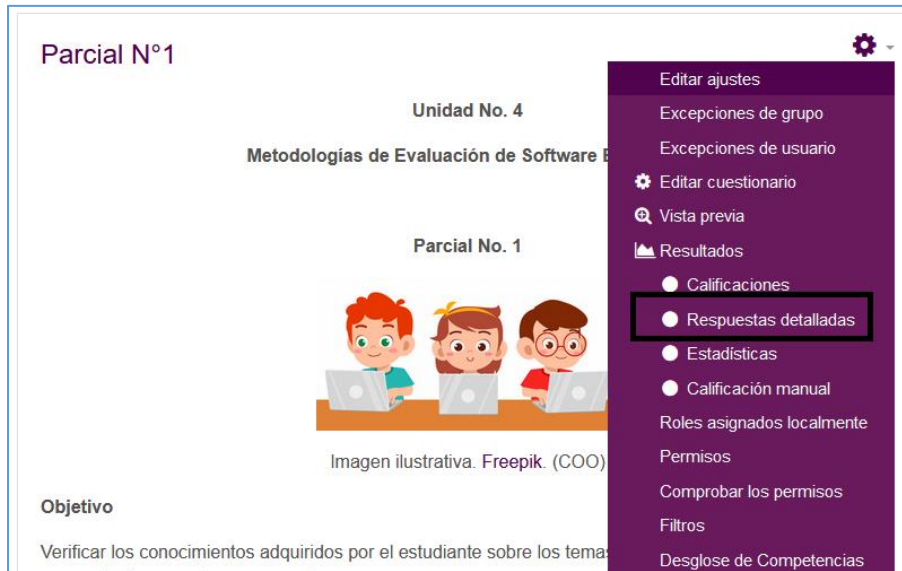 Parcial N°1
Unidad No. 4
Metodologías de Evaluación de Software E
Parcial No. 1
Imagen ilustrativa. Freepik. (COO)
Objetivo
Verificar los conocimientos adquiridos por el estudiante sobre los temas
Editar ajustes
Excepciones de grupo
Excepciones de usuario
Editar cuestionario
Vista previa
Resultados
Calificaciones
Respuestas detalladas
Estadísticas
Calificación manual
Roles asignados localmente
Permisos
Comprobar los permisos
Filtros
Desglose de Competencias